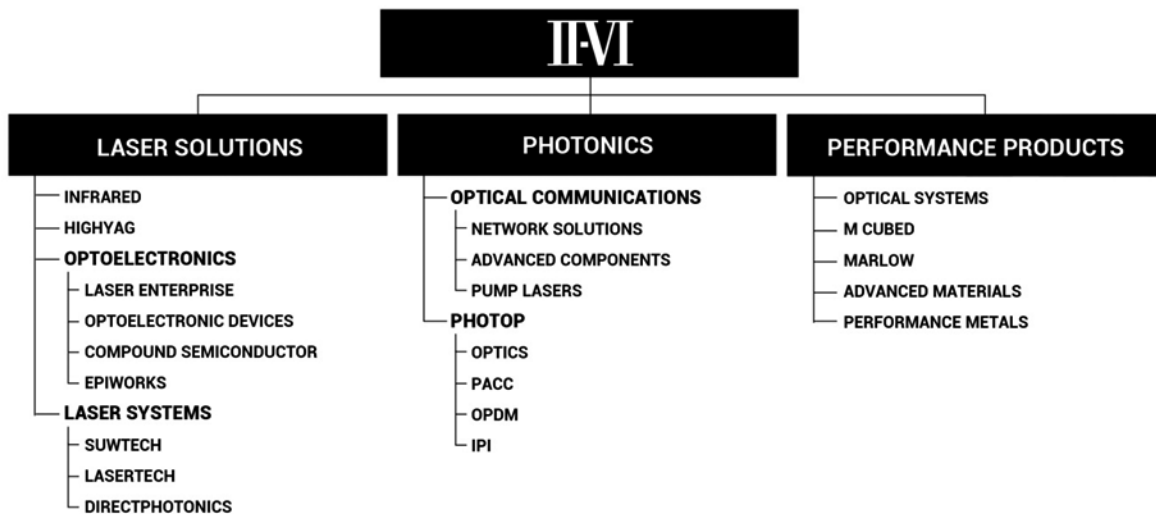 II-VI
LASER SOLUTIONS
INFRARED
HIGHYAG
OPTOELECTRONICS
LASER ENTERPRISE
OPTOELECTRONIC DEVICES
COMPOUND SEMICONDUCTOR
EPIWORKS
LASER SYSTEMS
SUWTECH
LASERTECH
DIRECTPHOTONICS
PHOTONICS
OPTICAL COMMUNICATIONS
NETWORK SOLUTIONS
ADVANCED COMPONENTS
PUMP LASERS
PHOTOP
OPTICS
PACC
OPDM
IPI
PERFORMANCE PRODUCTS
OPTICAL SYSTEMS
M CUBED
MARLOW
ADVANCED MATERIALS
PERFORMANCE METALS